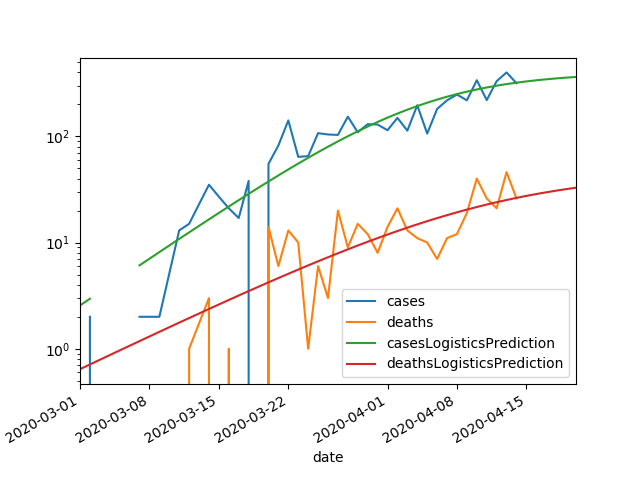 10²
10¹
10⁰
cases
deaths
casesLogisticsPrediction
deathsLogisticsPrediction
2020-03-01
2020-03-08
2020-03-15
2020-03-22
2020-04-01
2020-04-08
2020-04-15
date